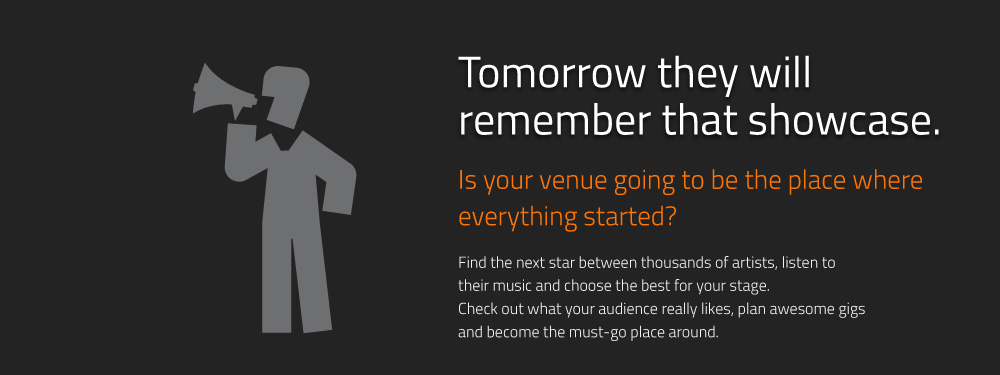 Tomorrow they will
remember that showcase.
Is your venue going to be the place where
everything started?
Find the next star between thousands of artists, listen to
their music and choose the best for your stage.
Check out what your audience really likes, plan awesome gigs
and become the must-go place around.